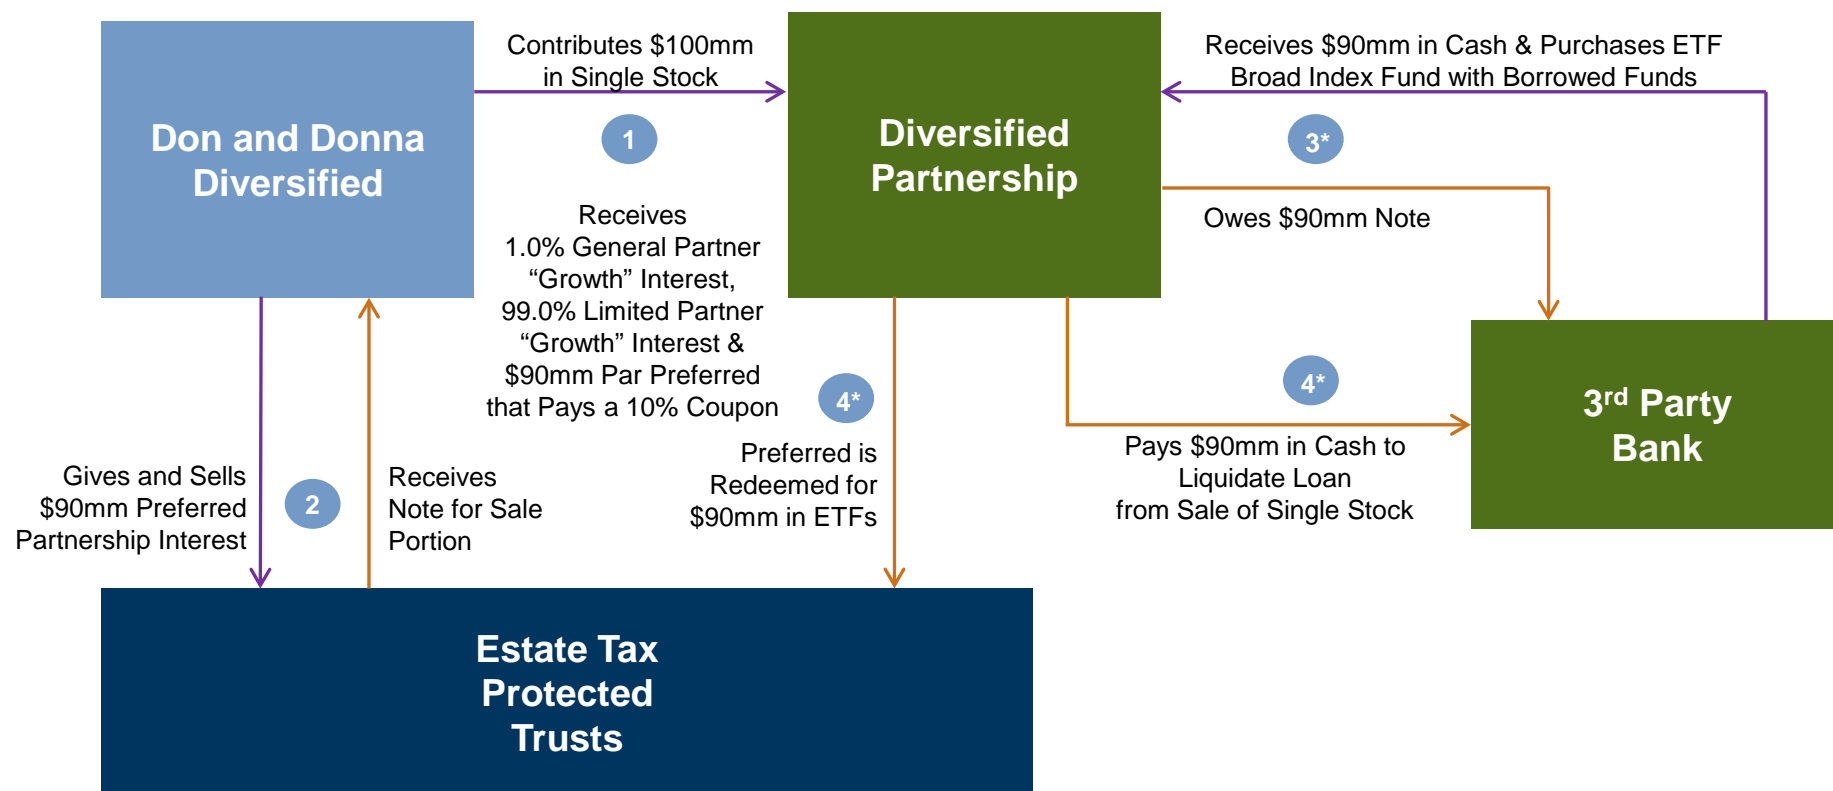 Don and Donna
Diversified
Contributes $100mm
in Single Stock
1
Receives
1.0% General Partner
“Growth” Interest,
99.0% Limited Partner
“Growth” Interest &
$90mm Par Preferred
that Pays a 10% Coupon
Diversified
Partnership
Receives $90mm in Cash & Purchases ETF
Broad Index Fund with Borrowed Funds
3*
Owes $90mm Note
4*
Pays $90mm in Cash to
Liquidate Loan
from Sale of Single Stock
3rd Party
Bank
Gives and Sells
$90mm Preferred
Partnership Interest
2
Receives
Note for Sale
Portion
4*
Preferred is
Redeemed for
$90mm in ETFs
Estate Tax
Protected
Trusts